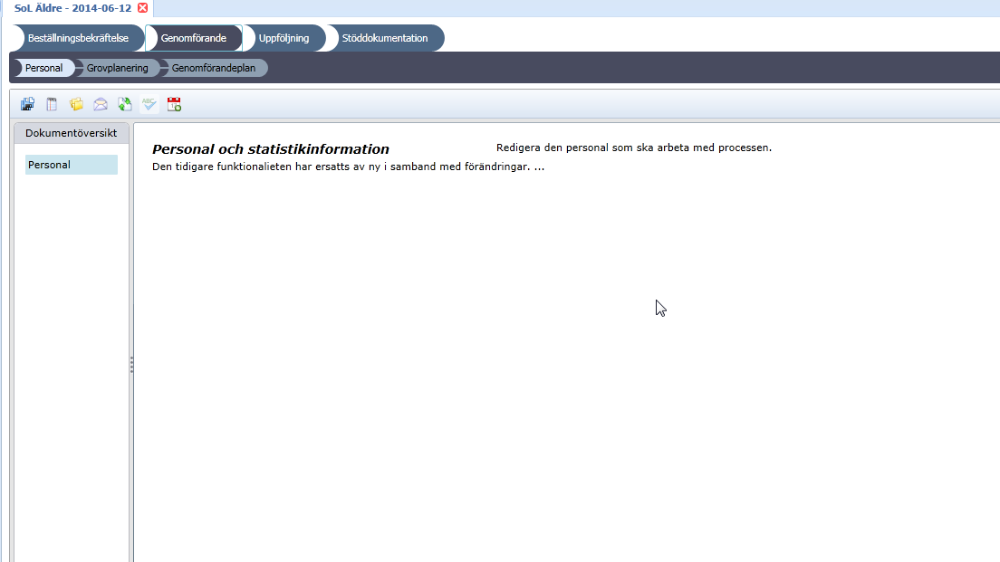 SoL Äldre - 2014-06-12
Beställningsbekräftelse Genomförande Uppföljning Stöddokumentation
Personal Grovplanering Genomförandeplan
ABC
Dokumentöversikt
Personal
Personal och statistikinformation
Redigera den personal som ska arbeta med processen.
Den tidigare funktionalieten har ersatts av ny i samband med förändringar. ...